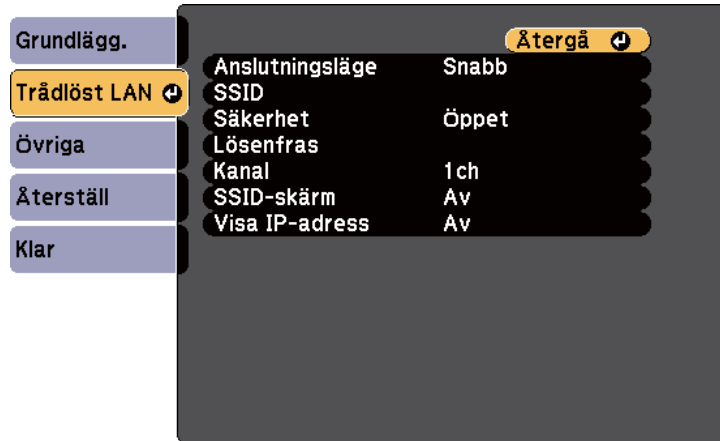 Grundlägg.
Trådlöst LAN
Övriga
Återställ
Klar
Återgå
Anslutningsläge Snabb
SSID
Säkerhet Öppet
Lösenfras
Kanal 1ch
SSID-skärm Av
Visa IP-adress Av